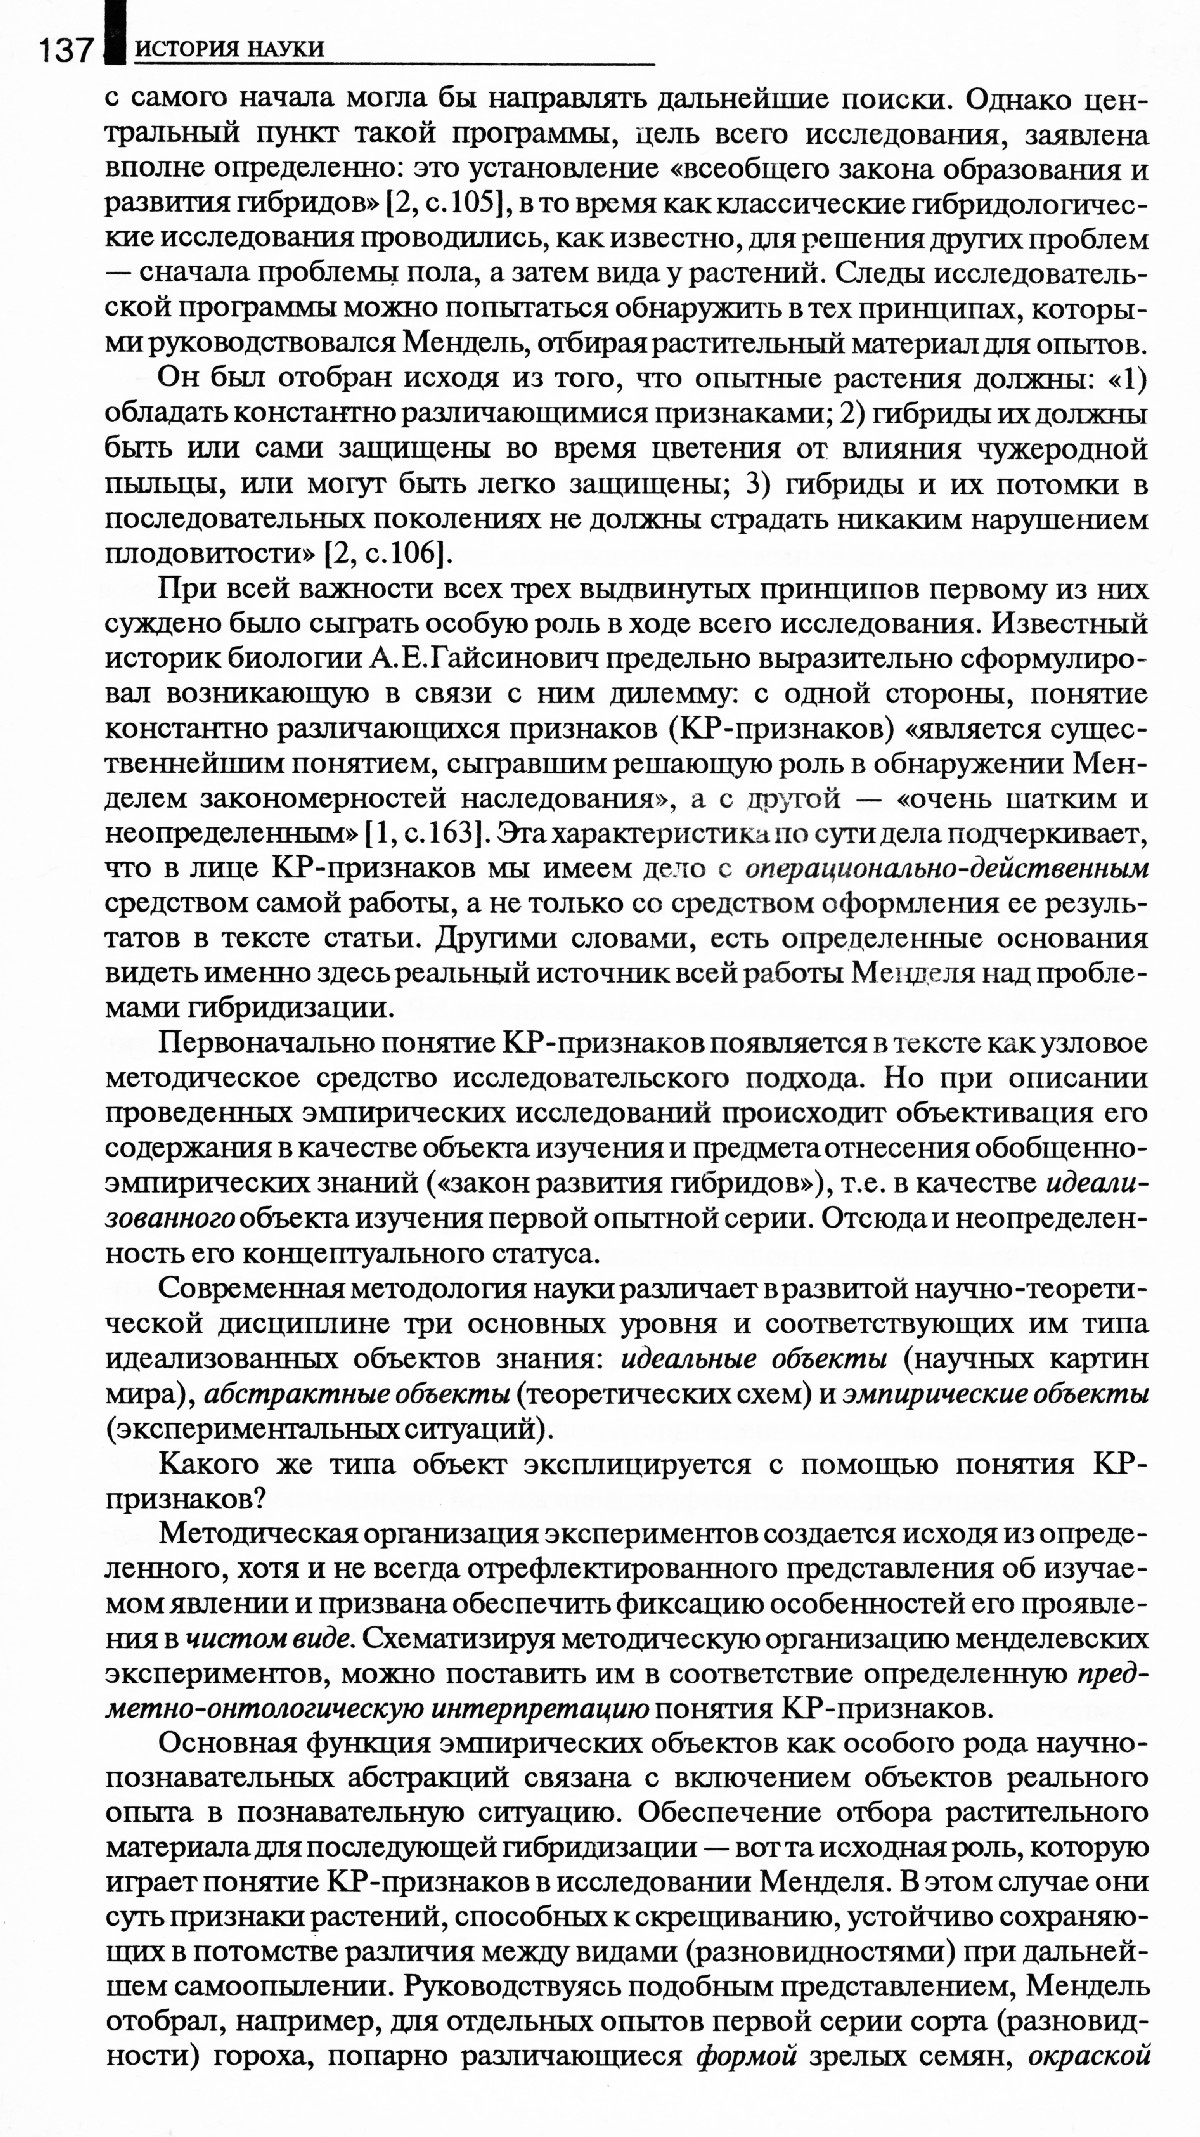 137 ИСТОРИЯ НАУКИ
с самого начала могла бы направлять дальнейшие поиски. Однако цен-
тральный пункт такой программы, цель всего исследования, заявлена
вполне определенно: это установление «всеобщего закона образования и
развития гибридов» [2, с.105], в то время как классические гибридологичес-
кие исследования проводились, как известно, для решения других проблем
— сначала проблемы пола, а затем вида у растений. Следы исследователь-
ской программы можно попытаться обнаружить в тех принципах, которы-
ми руководствовался Мендель, отбирая растительный материал для опытов.
Он был отобран исходя из того, что опытные растения должны: «1)
обладать константно различающимися признаками; 2) гибриды их должны
быть или сами защищены во время цветения от влияния чужеродной
пыльцы, или могут быть легко защищены; 3) гибриды и их потомки в
последовательных поколениях не должны страдать никаким нарушением
плодовитости» [2, с.106].
При всей важности всех трех выдвинутых принципов первому из них
суждено было сыграть особую роль в ходе всего исследования. Известный
историк биологии А.Е.Гайсинович предельно выразительно сформулиро-
вал возникающую в связи с ним дилемму: с одной стороны, понятие
константно различающихся признаков (КР-признаков) «является сущес-
твеннейшим понятием, сыгравшим решающую роль в обнаружении Мен-
делем закономерностей наследования», а с другой — «очень шатким и
неопределенным» [1, с.163]. Эта характеристика по сути дела подчеркивает,
что в лице КР-признаков мы имеем дело с операционально-действенным
средством самой работы, а не только со средством оформления ее резуль-
татов в тексте статьи. Другими словами, есть определенные основания
видеть именно здесь реальный источник всей работы Менделя над пробле-
мами гибридизации.
Первоначально понятие КР-признаков появляется в тексте как узловое
методическое средство исследовательского подхода. Но при описании
проведенных эмпирических исследований происходит объективация его
содержания в качестве объекта изучения и предмета отнесения обобщенно-
эмпирических знаний («закон развития гибридов»), т.е. в качестве идеали-
зованного объекта изучения первой опытной серии. Отсюда и неопределен-
ность его концептуального статуса.
Современная методология науки различает в развитой научно-теорети-
ческой дисциплине три основных уровня и соответствующих им типа
идеализованных объектов знания: идеальные объекты (научных картин
мира), абстрактные объекты (теоретических схем) и эмпирические объекты
(экспериментальных ситуаций).
Какого же типа объект эксплицируется с помощью понятия КР-
признаков?
Методическая организация экспериментов создается исходя из опреде-
ленного, хотя и не всегда отрефлектированного представления об изучае-
мом явлении и призвана обеспечить фиксацию особенностей его проявле-
ния в чистом виде. Схематизируя методическую организацию менделевских
экспериментов, можно поставить им в соответствие определенную пред-
метно-онтологическую интерпретацию понятия КР-признаков.
Основная функция эмпирических объектов как особого рода научно-
познавательных абстракций связана с включением объектов реального
опыта в познавательную ситуацию. Обеспечение отбора растительного
материала для последующей гибридизации — вот та исходная роль, которую
играет понятие КР-признаков в исследовании Менделя. В этом случае они
суть признаки растений, способных к скрещиванию, устойчиво сохраняю-
щих в потомстве различия между видами (разновидностями) при дальней-
шем самоопылении. Руководствуясь подобным представлением, Мендель
отобрал, например, для отдельных опытов первой серии сорта (разновид-
ности) гороха, попарно различающиеся формой зрелых семян, окраской